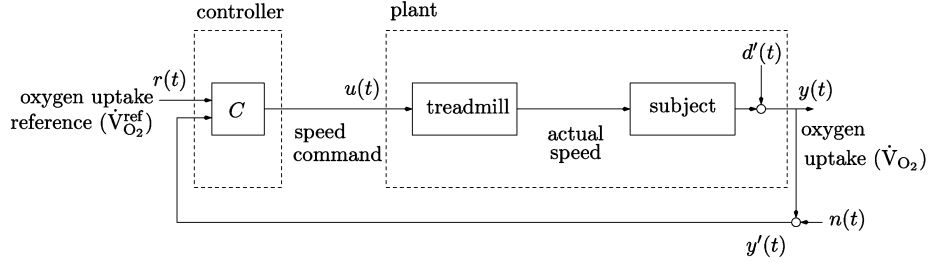 controller
plant
r(t)
oxygen uptake
reference (V̇O₂ʳᵉᶠ)
C
u(t)
speed
command
treadmill
actual
speed
subject
d′(t)
y(t)
oxygen
uptake (V̇O₂)
n(t)
y′(t)